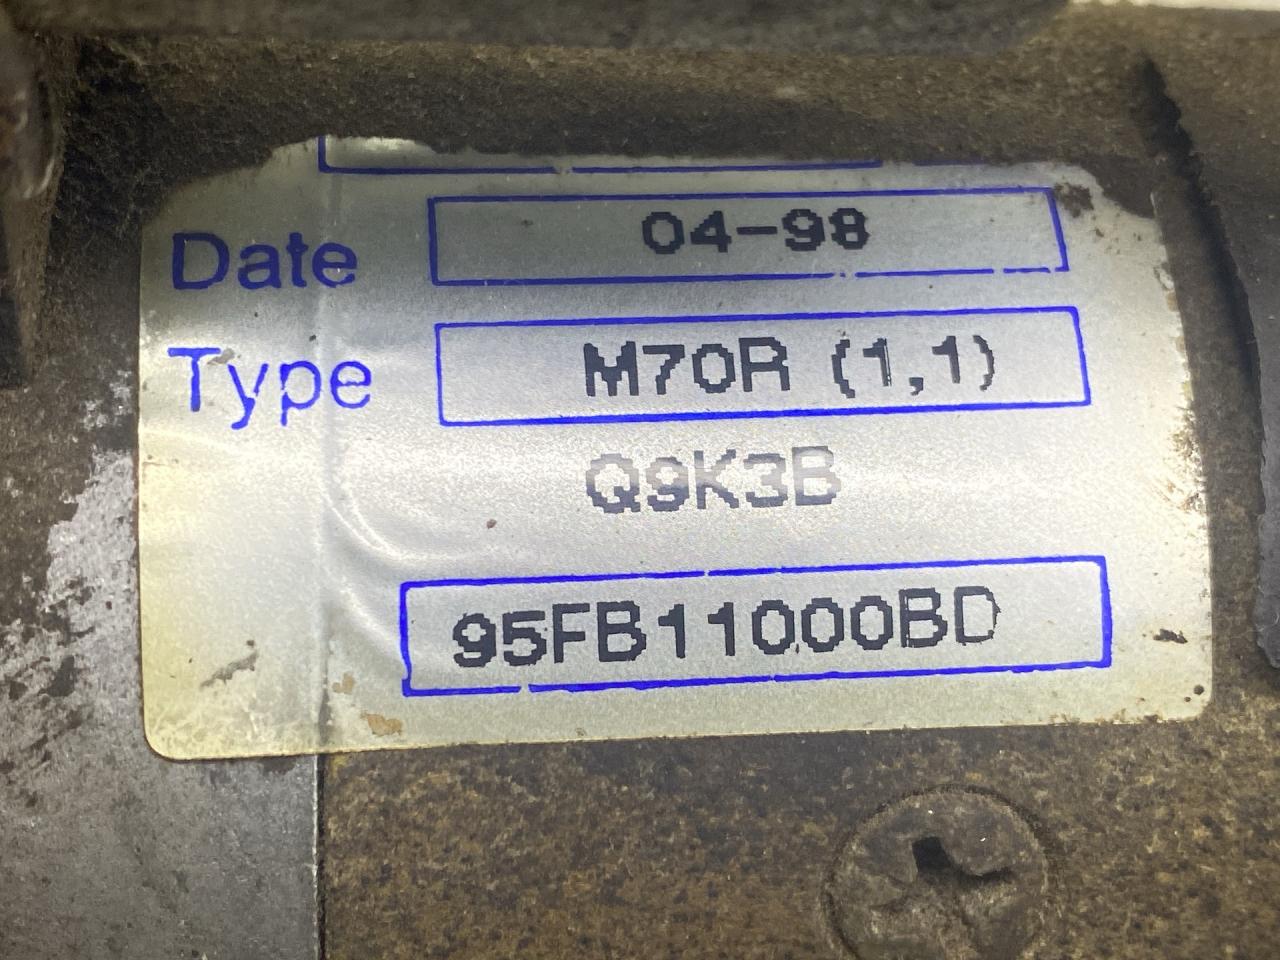 Date 04-98
Type M70R (1,1)
Q9K3B
95FB11000BD